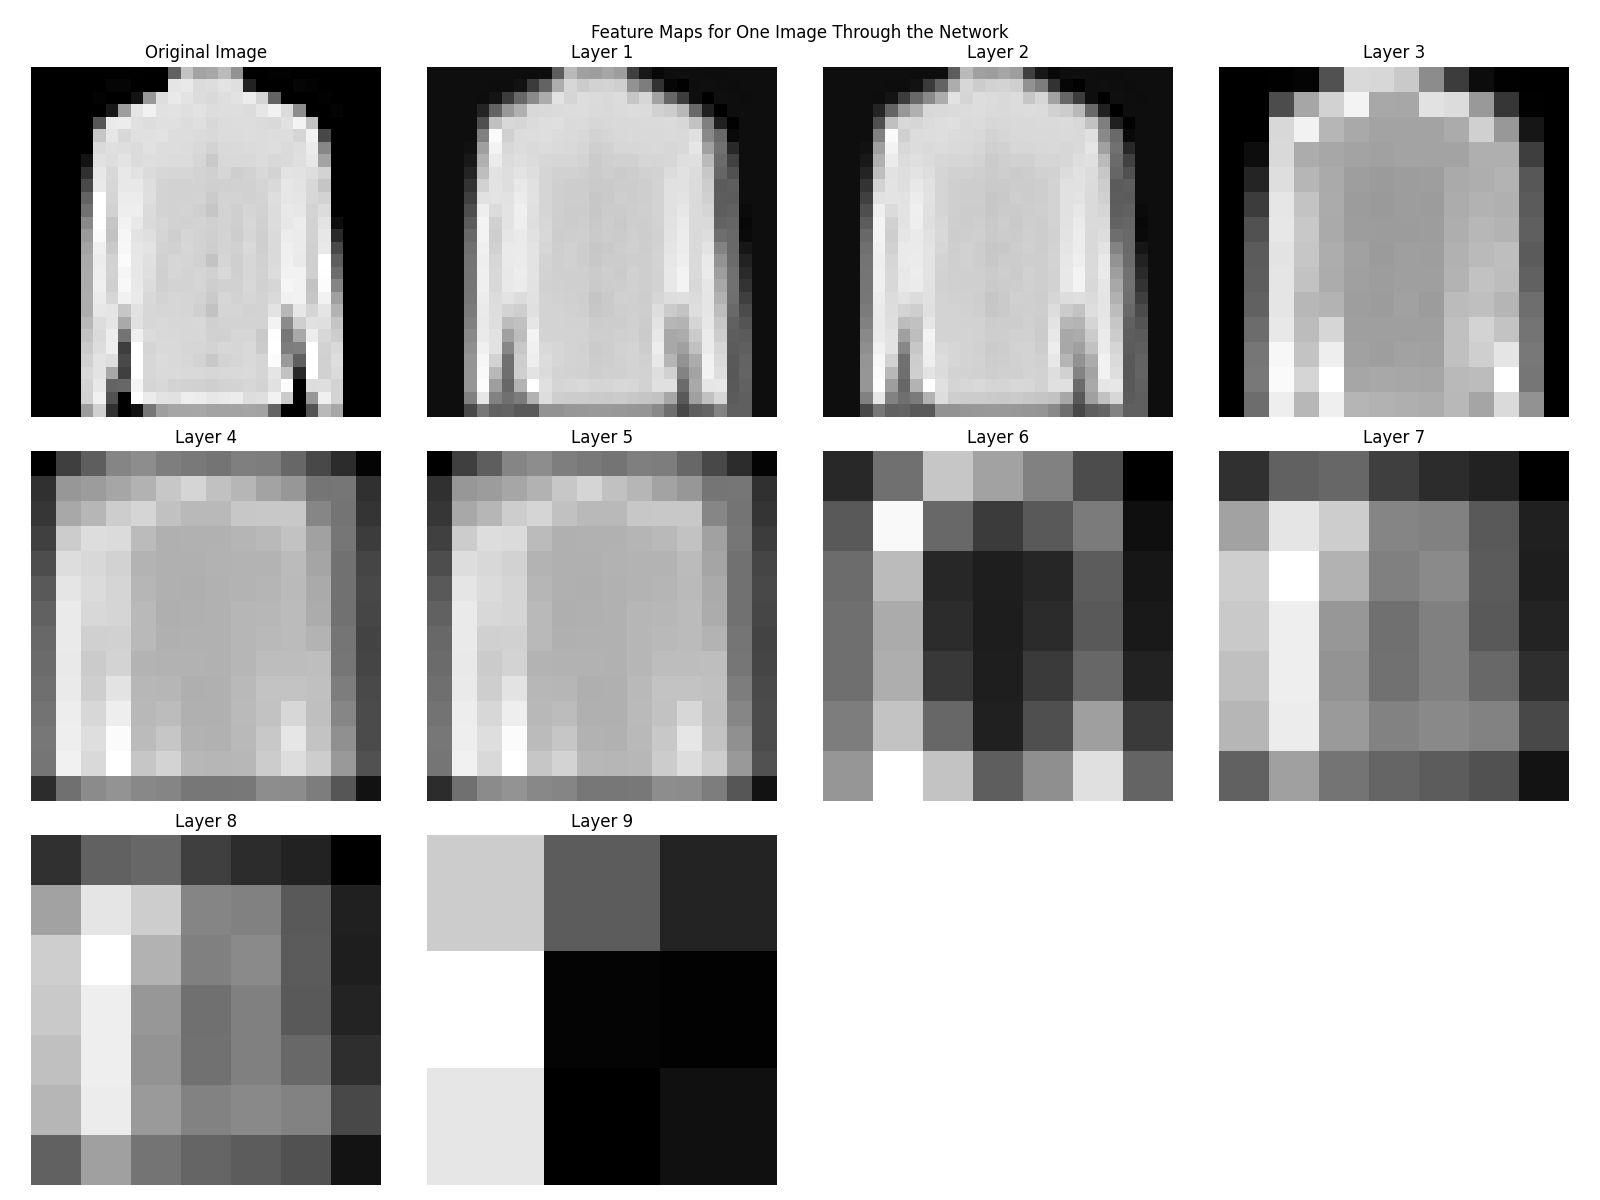 Feature Maps for One Image Through the Network
Original Image
Layer 1
Layer 2
Layer 3
Layer 4
Layer 5
Layer 6
Layer 7
Layer 8
Layer 9